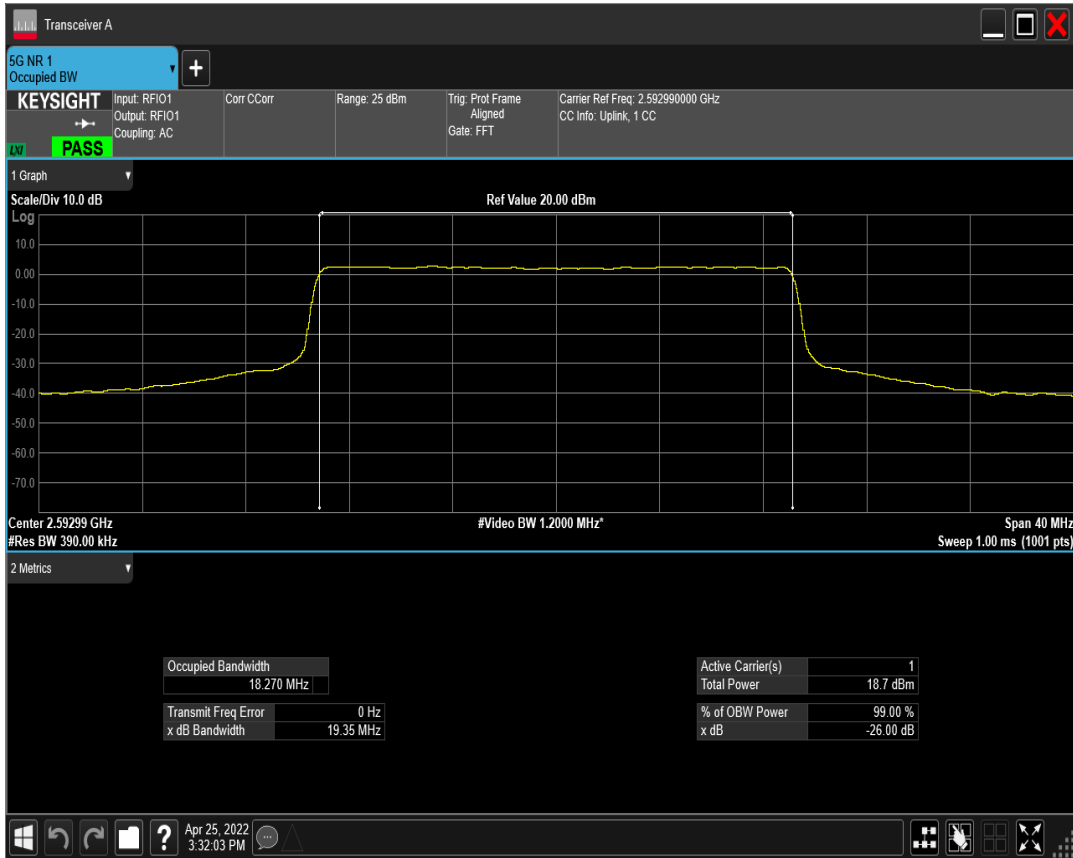 Transceiver A
5G NR 1
Occupied BW
KEYSIGHT
LXI
PASS
Input: RFIO1
Output: RFIO1
Coupling: AC
Corr CCorr
Range: 25 dBm
Trig: Prot Frame
Aligned
Gate: FFT
Carrier Ref Freq: 2.592990000 GHz
CC Info: Uplink, 1 CC
1 Graph
Scale/Div 10.0 dB
Ref Value 20.00 dBm
Log
10.0
0.00
-10.0
-20.0
-30.0
-40.0
-50.0
-60.0
-70.0
Center 2.59299 GHz
#Video BW 1.2000 MHz*
Span 40 MHz
#Res BW 390.00 kHz
Sweep 1.00 ms (1001 pts)
2 Metrics
Occupied Bandwidth
18.270 MHz
Transmit Freq Error 0 Hz
x dB Bandwidth 19.35 MHz
Active Carrier(s) 1
Total Power 18.7 dBm
% of OBW Power 99.00 %
x dB -26.00 dB
Apr 25, 2022
3:32:03 PM